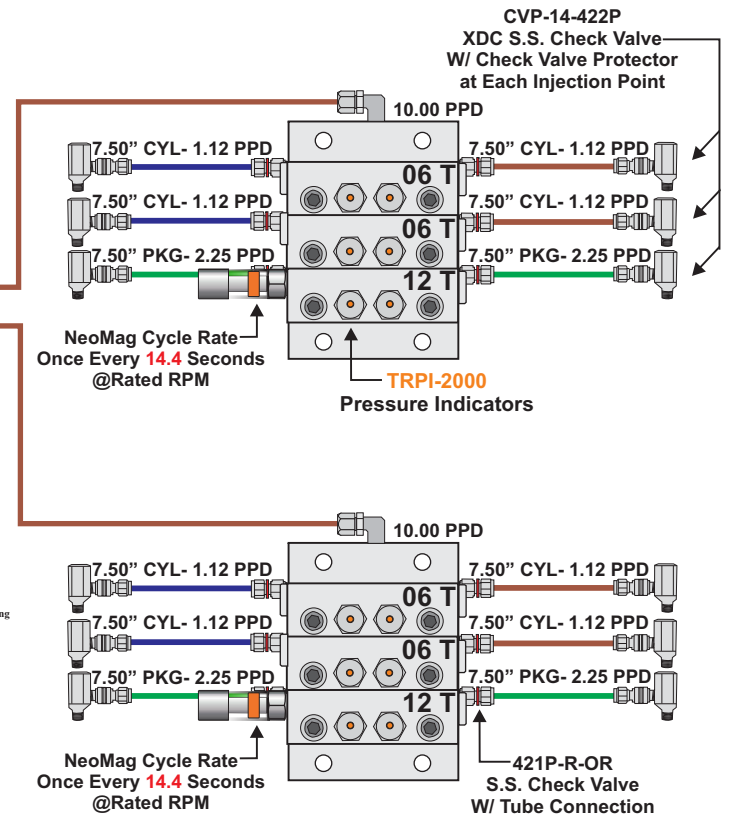 CVP-14-422P
XDC S.S. Check Valve
W/ Check Valve Protector
at Each Injection Point
10.00 PPD
7.50” CYL- 1.12 PPD
7.50” CYL- 1.12 PPD
06 T
7.50” CYL- 1.12 PPD
7.50” CYL- 1.12 PPD
06 T
7.50” PKG- 2.25 PPD
7.50” PKG- 2.25 PPD
12 T
NeoMag Cycle Rate
Once Every 14.4 Seconds
@Rated RPM
TRPI-2000
Pressure Indicators
10.00 PPD
7.50” CYL- 1.12 PPD
7.50” CYL- 1.12 PPD
06 T
ng
7.50” CYL- 1.12 PPD
7.50” CYL- 1.12 PPD
06 T
7.50” PKG- 2.25 PPD
7.50” PKG- 2.25 PPD
12 T
NeoMag Cycle Rate
Once Every 14.4 Seconds
@Rated RPM
421P-R-OR
S.S. Check Valve
W/ Tube Connection